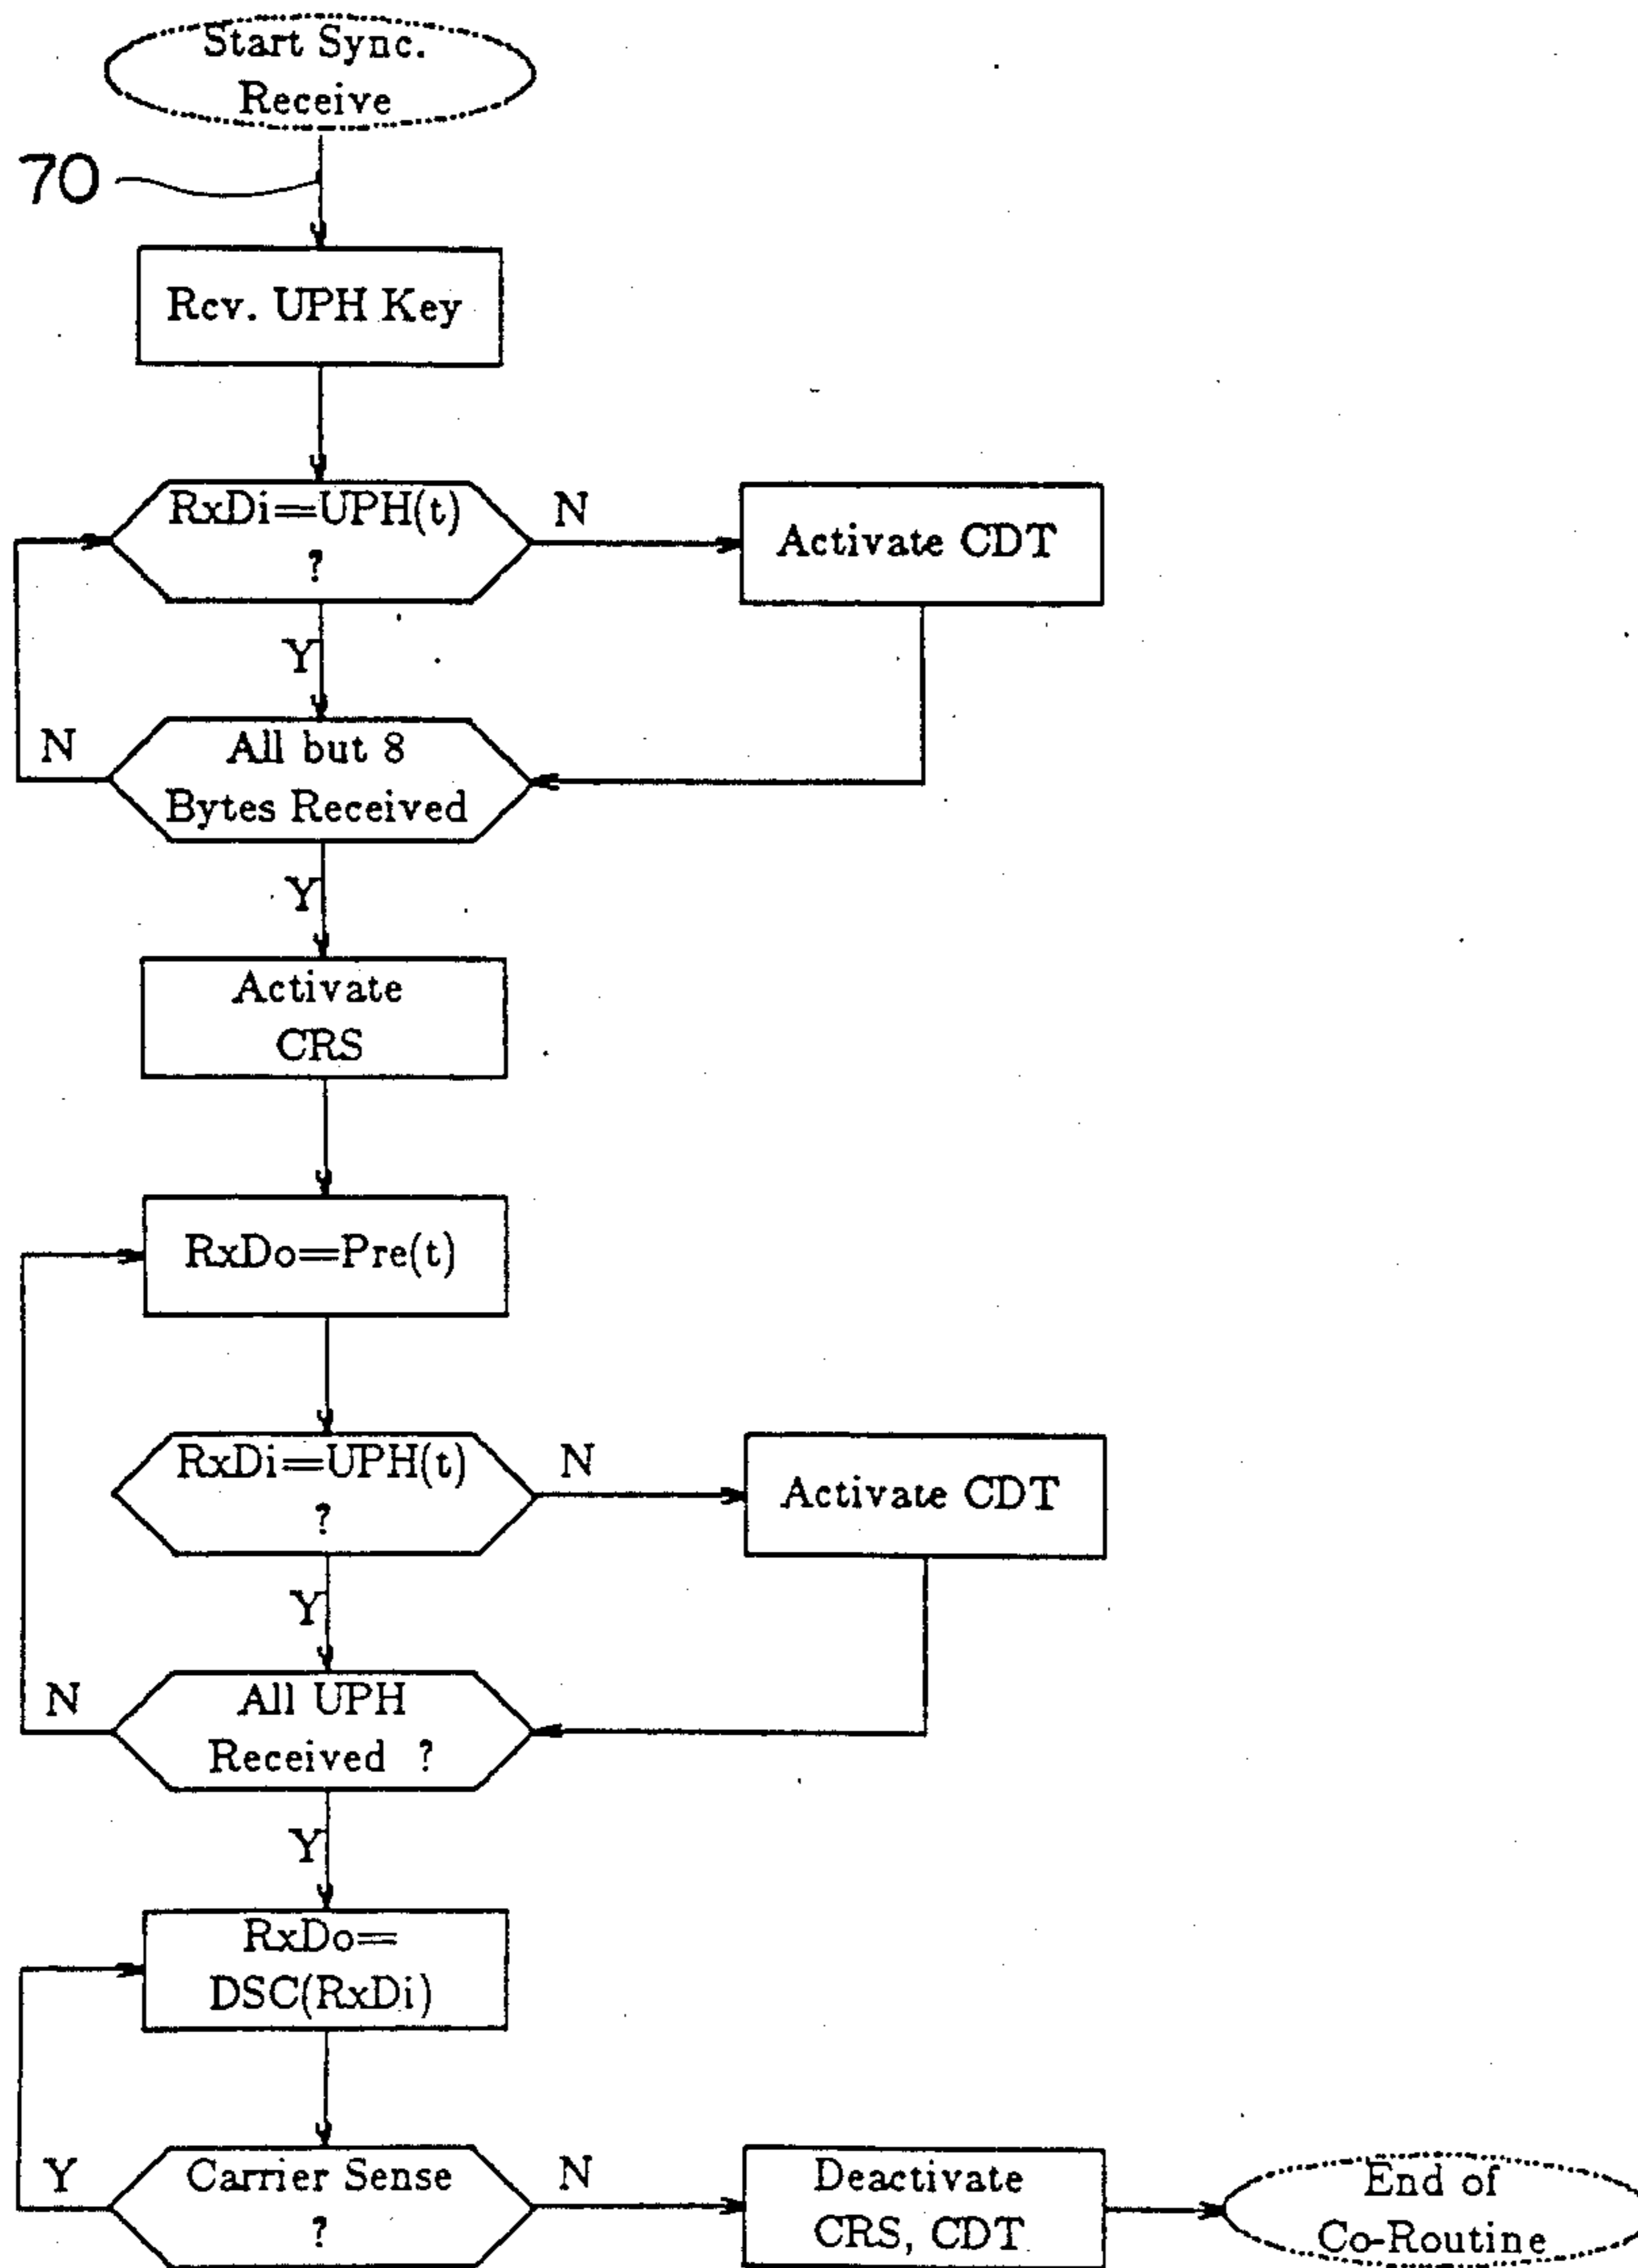 Start Sync.
Receive
70
Rcv. UPH Key
RxDi=UPH(t)
?
N
Activate CDT
Y
N
All but 8
Bytes Received
Y
Activate
CRS
RxDo=Pre(t)
RxDi=UPH(t)
?
N
Activate CDT
Y
N
All UPH
Received ?
Y
RxDo=
DSC(RxDi)
Y
Carrier Sense
?
N
Deactivate
CRS, CDT
End of
Co-Routine